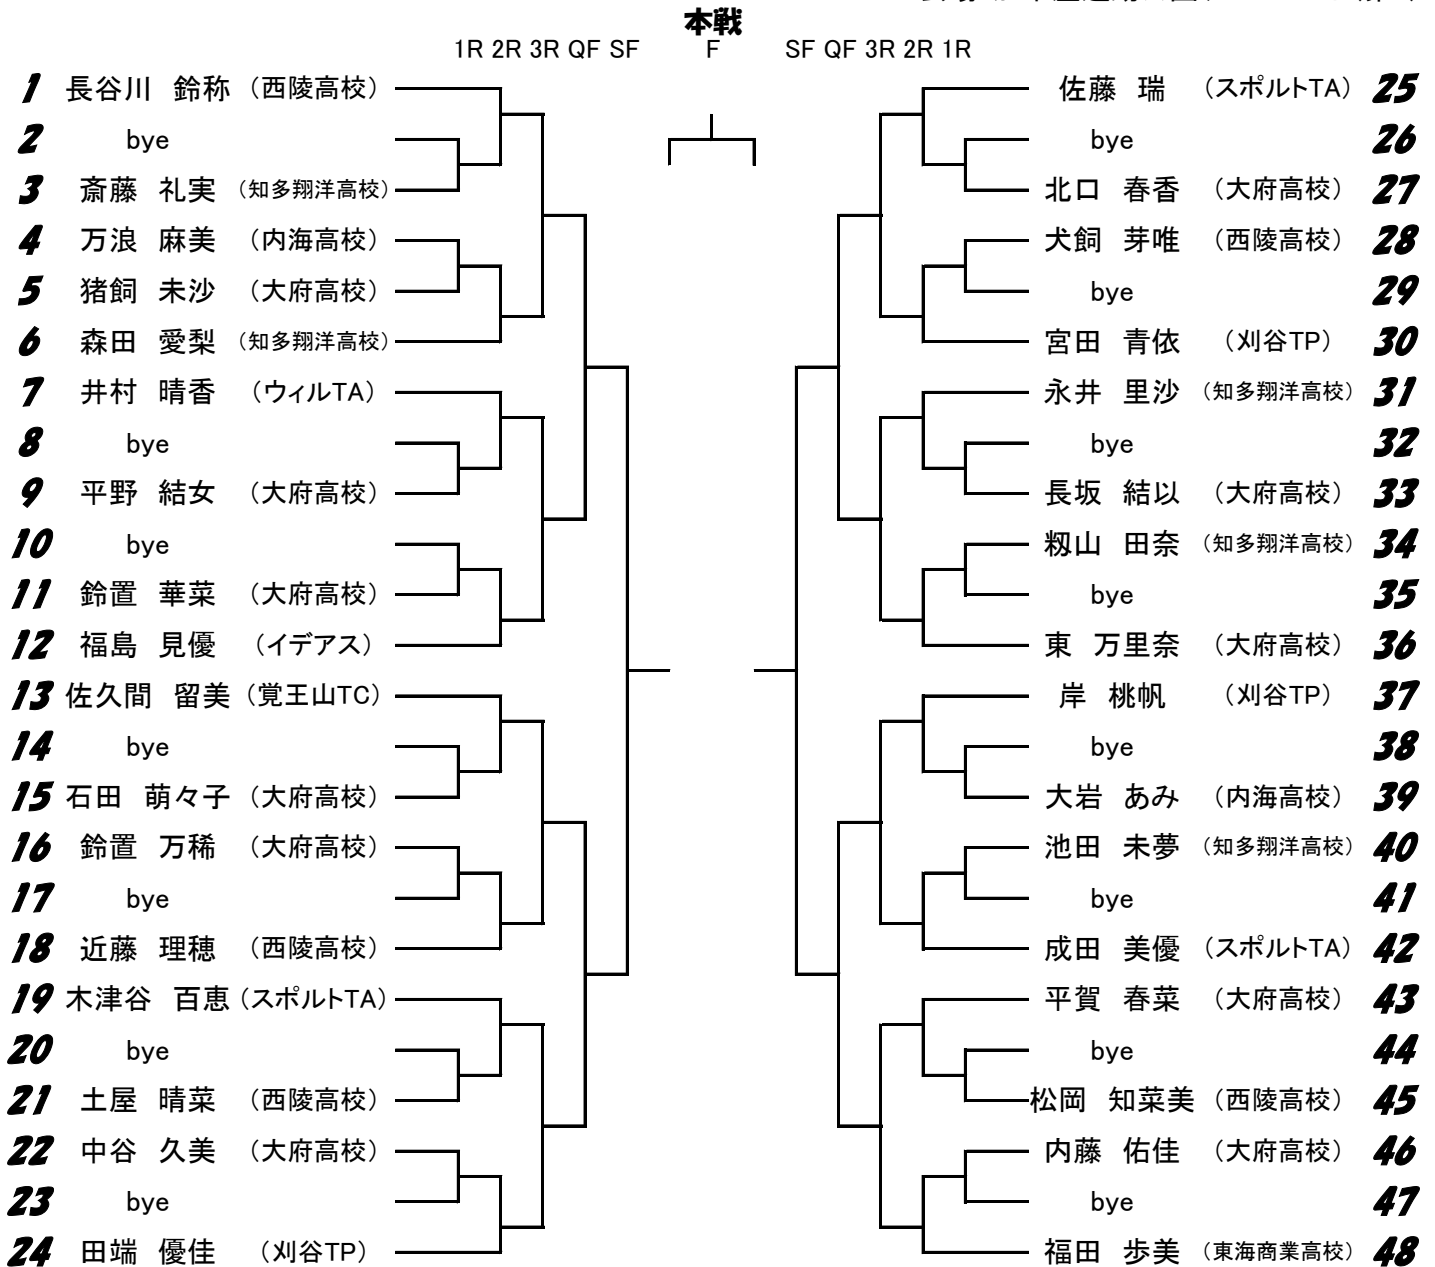 本戦
1R 2R 3R QF SF F SF QF 3R 2R 1R
1 長谷川 鈴称 （西陵高校） 佐藤 瑞 （スポルトTA） 25
2 bye bye 26
3 斎藤 礼実 （知多翔洋高校） 北口 春香 （大府高校） 27
4 万浪 麻美 （内海高校） 犬飼 芽唯 （西陵高校） 28
5 猪飼 未沙 （大府高校） bye 29
6 森田 愛梨 （知多翔洋高校） 宮田 青依 （刈谷TP） 30
7 井村 晴香 （ウィルTA） 永井 里沙 （知多翔洋高校） 31
8 bye bye 32
9 平野 結女 （大府高校） 長坂 結以 （大府高校） 33
10 bye 籾山 田奈 （知多翔洋高校） 34
11 鈴置 華菜 （大府高校） bye 35
12 福島 見優 （イデアス） 東 万里奈 （大府高校） 36
13 佐久間 留美 （覚王山TC） 岸 桃帆 （刈谷TP） 37
14 bye bye 38
15 石田 萌々子 （大府高校） 大岩 あみ （内海高校） 39
16 鈴置 万稀 （大府高校） 池田 未夢 （知多翔洋高校） 40
17 bye bye 41
18 近藤 理穂 （西陵高校） 成田 美優 （スポルトTA） 42
19 木津谷 百恵 （スポルトTA） 平賀 春菜 （大府高校） 43
20 bye bye 44
21 土屋 晴菜 （西陵高校） 松岡 知菜美 （西陵高校） 45
22 中谷 久美 （大府高校） 内藤 佑佳 （大府高校） 46
23 bye bye 47
24 田端 優佳 （刈谷TP） 福田 歩美 （東海商業高校） 48